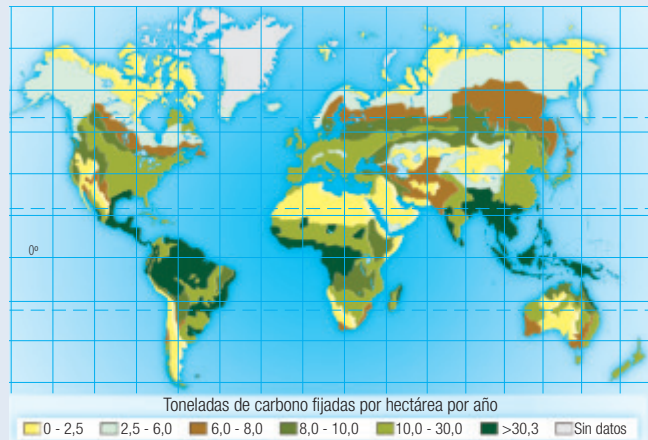 0º
Toneladas de carbono fijadas por hectárea por año
0 - 2,5 2,5 - 6,0 6,0 - 8,0 8,0 - 10,0 10,0 - 30,0 >30,3 Sin datos